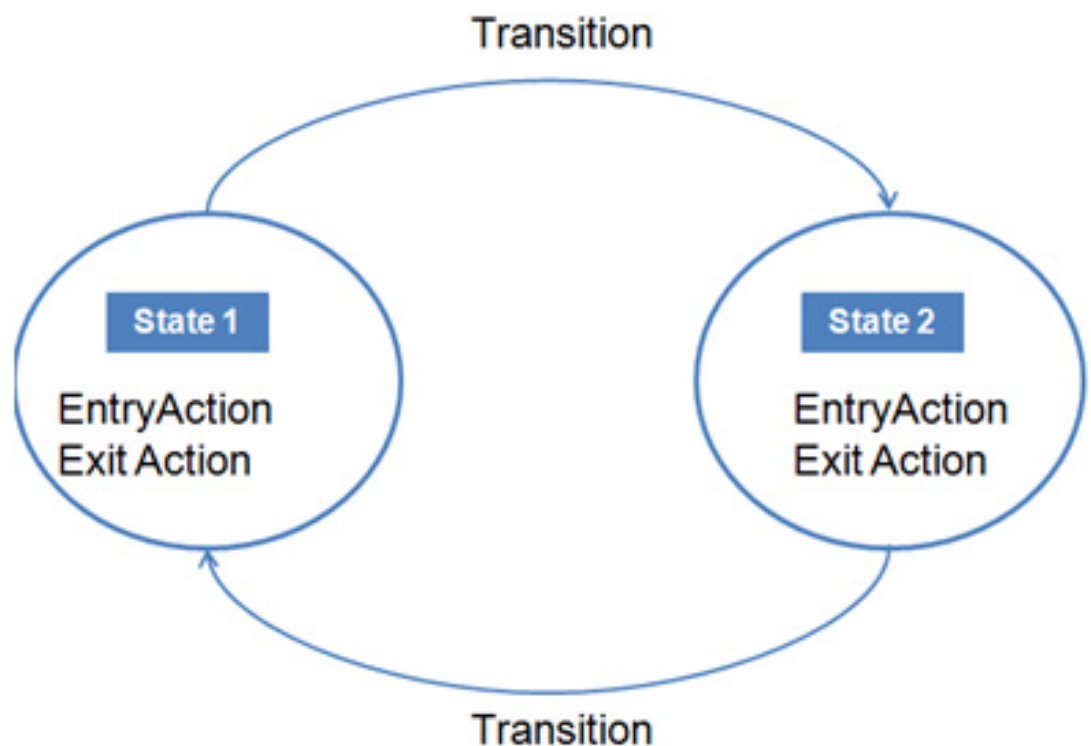 Transition
State 1
EntryAction
Exit Action
State 2
EntryAction
Exit Action
Transition